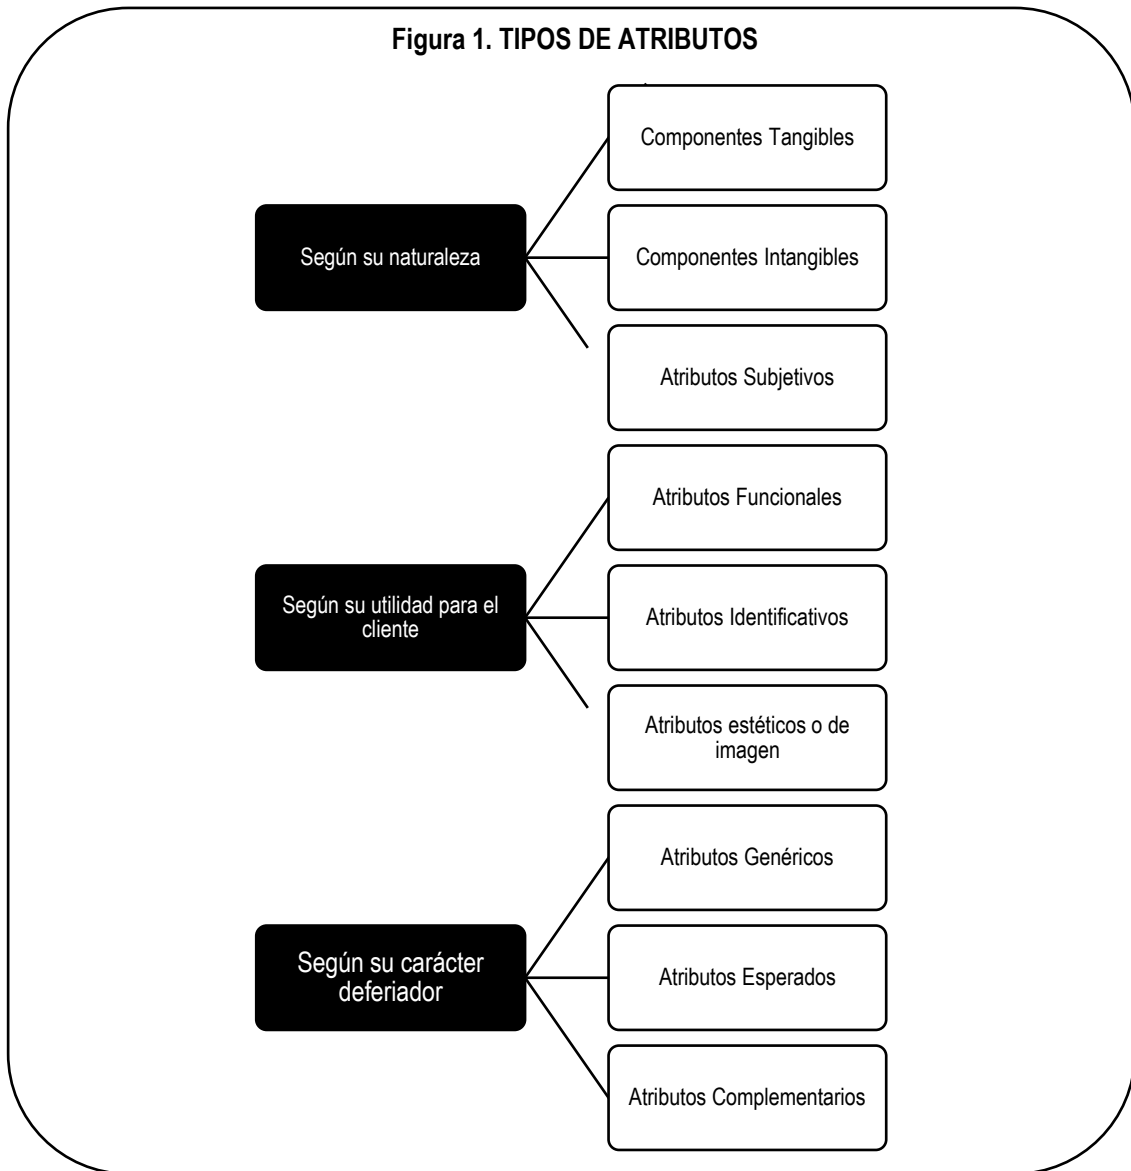 Figura 1. TIPOS DE ATRIBUTOS
Componentes Tangibles
Según su naturaleza
Componentes Intangibles
Atributos Subjetivos
Atributos Funcionales
Según su utilidad para el
cliente
Atributos Identificativos
Atributos estéticos o de
imagen
Atributos Genéricos
Según su carácter
deferiador
Atributos Esperados
Atributos Complementarios